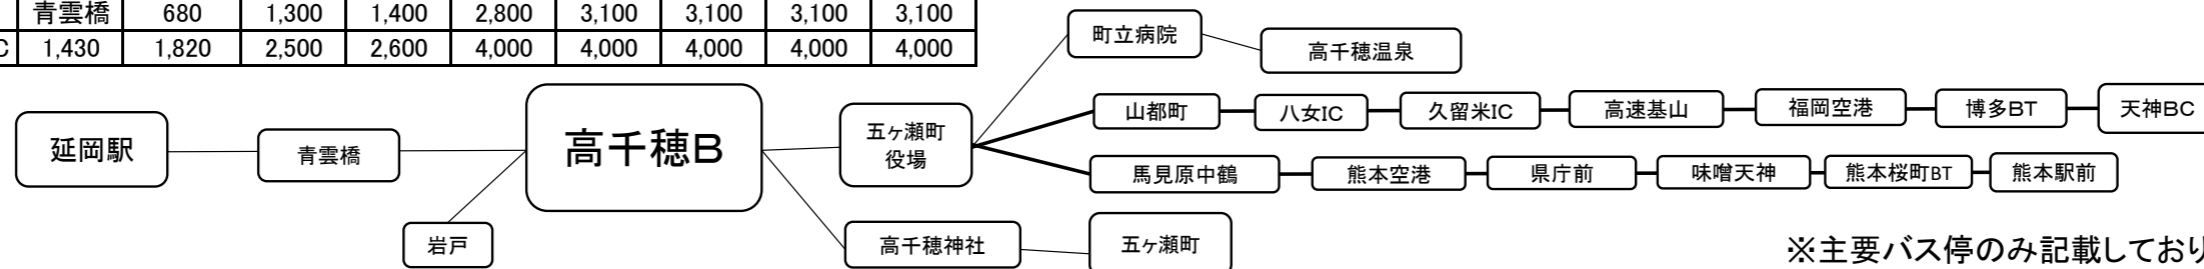 青雲橋 680 1,300 1,400 2,800 3,100 3,100 3,100 3,100
C 1,430 1,820 2,500 2,600 4,000 4,000 4,000 4,000
町立病院 高千穂温泉
山都町 八女IC 久留米IC 高速基山 福岡空港 博多BT 天神BC
延岡駅 青雲橋 高千穂B 五ヶ瀬町
役場
馬見原中鶴 熊本空港 県庁前 味噌天神 熊本桜町BT 熊本駅前
岩戸 高千穂神社 五ヶ瀬町
※主要バス停のみ記載しており